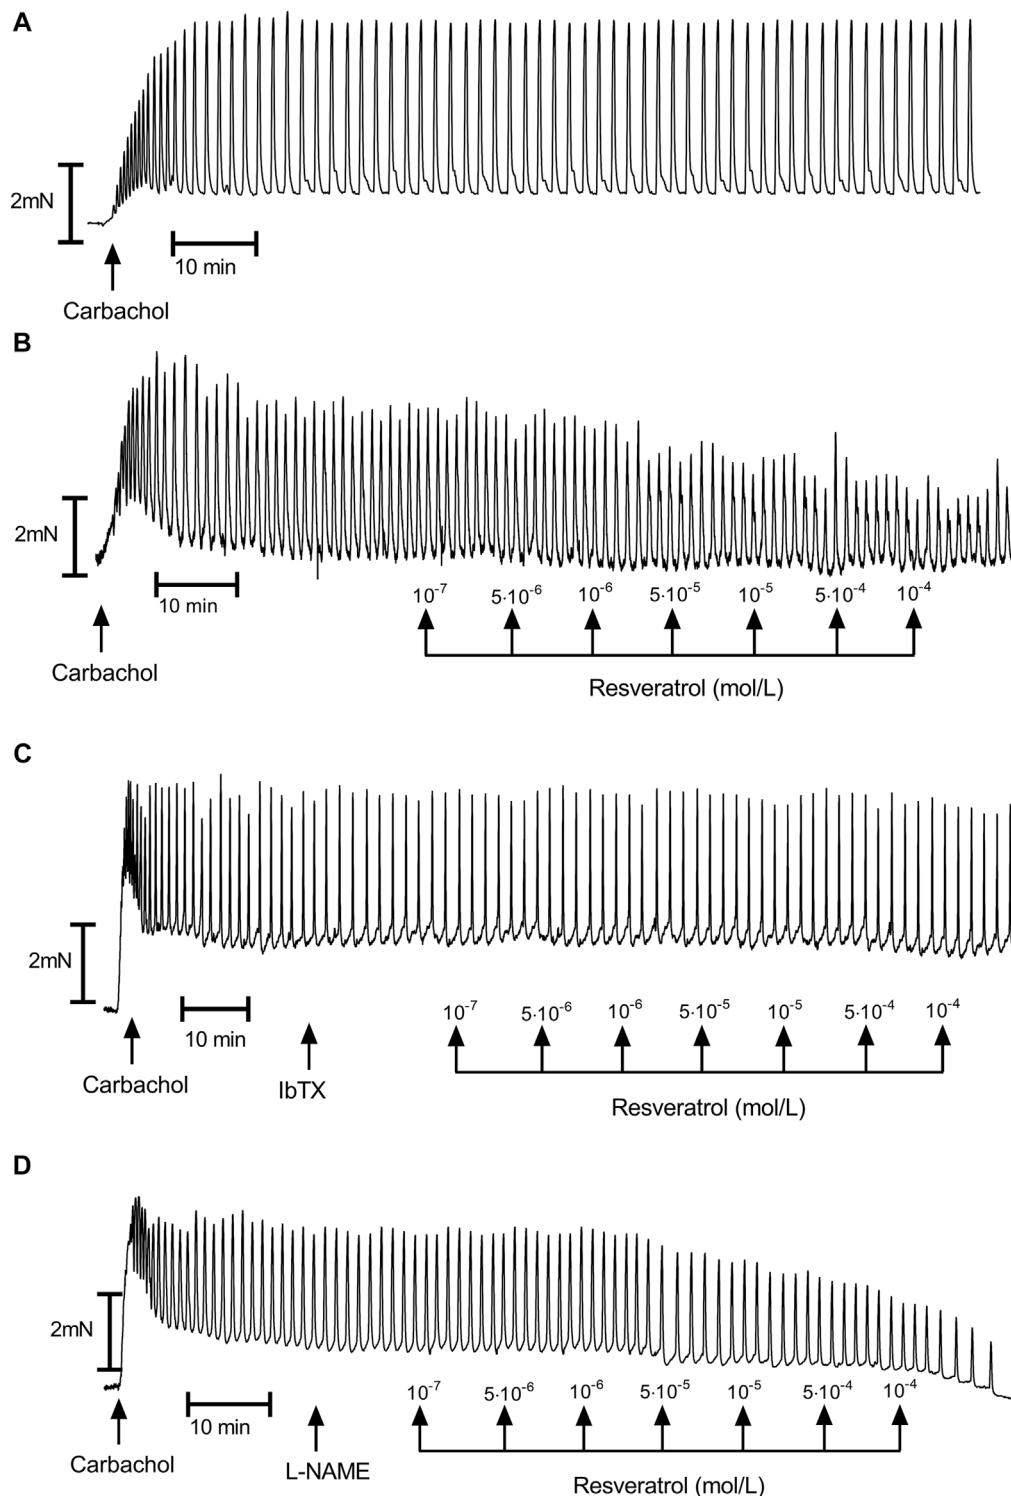 A
2mN
10 min
Carbachol
B
2mN
10 min
10⁻⁷ 5·10⁻⁶ 10⁻⁶ 5·10⁻⁵ 10⁻⁵ 5·10⁻⁴ 10⁻⁴
Carbachol
Resveratrol (mol/L)
C
2mN
10 min
10⁻⁷ 5·10⁻⁶ 10⁻⁶ 5·10⁻⁵ 10⁻⁵ 5·10⁻⁴ 10⁻⁴
Carbachol
IbTX
Resveratrol (mol/L)
D
2mN
10 min
10⁻⁷ 5·10⁻⁶ 10⁻⁶ 5·10⁻⁵ 10⁻⁵ 5·10⁻⁴ 10⁻⁴
Carbachol
L-NAME
Resveratrol (mol/L)